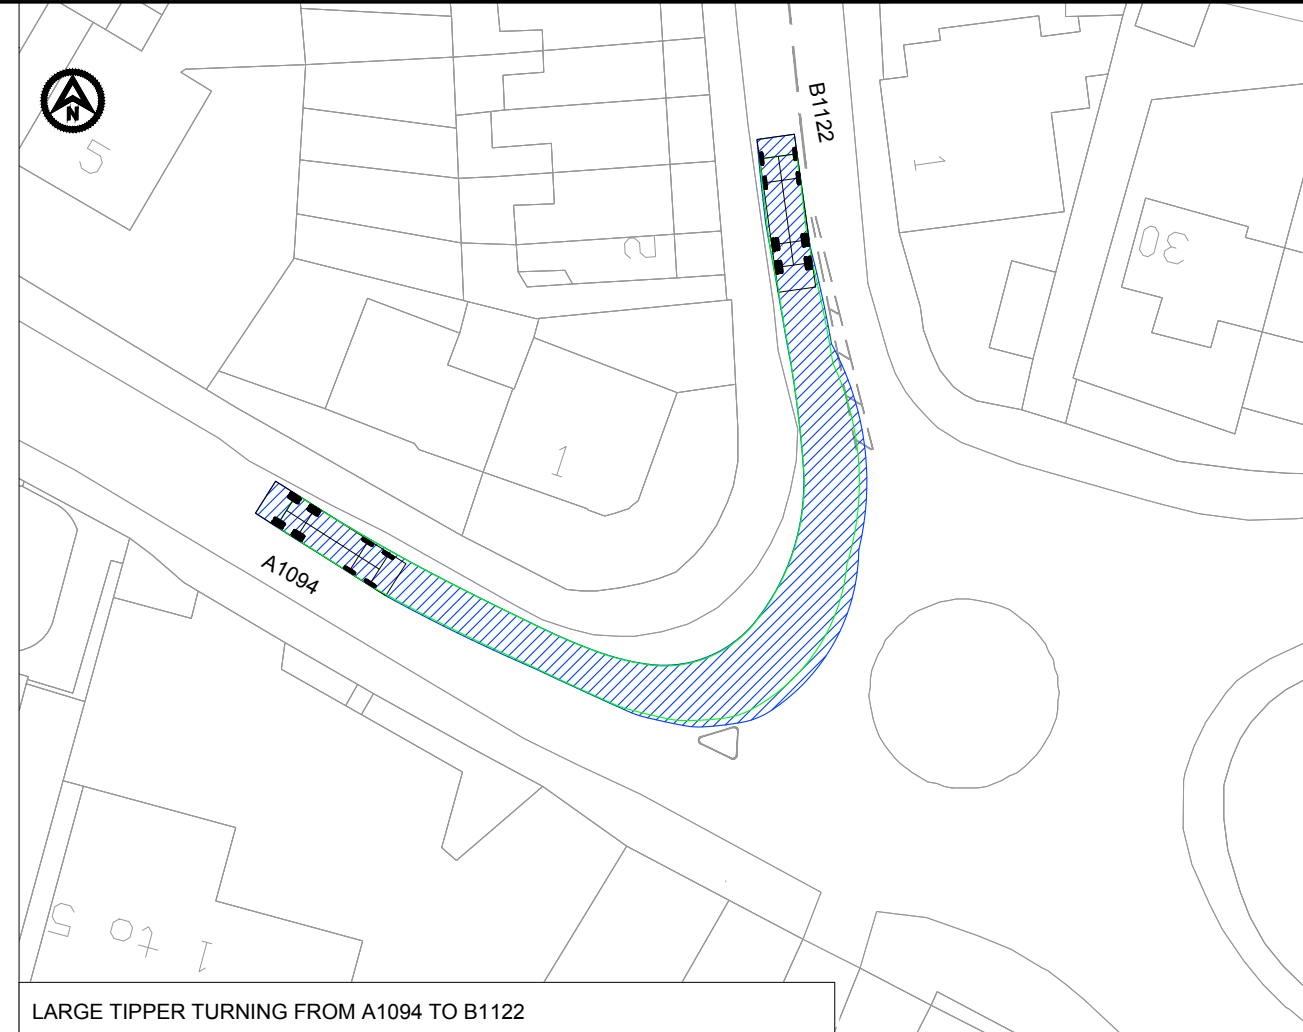 N
B1122
5
1
2
30
1
A1094
1 to 5
LARGE TIPPER TURNING FROM A1094 TO B1122